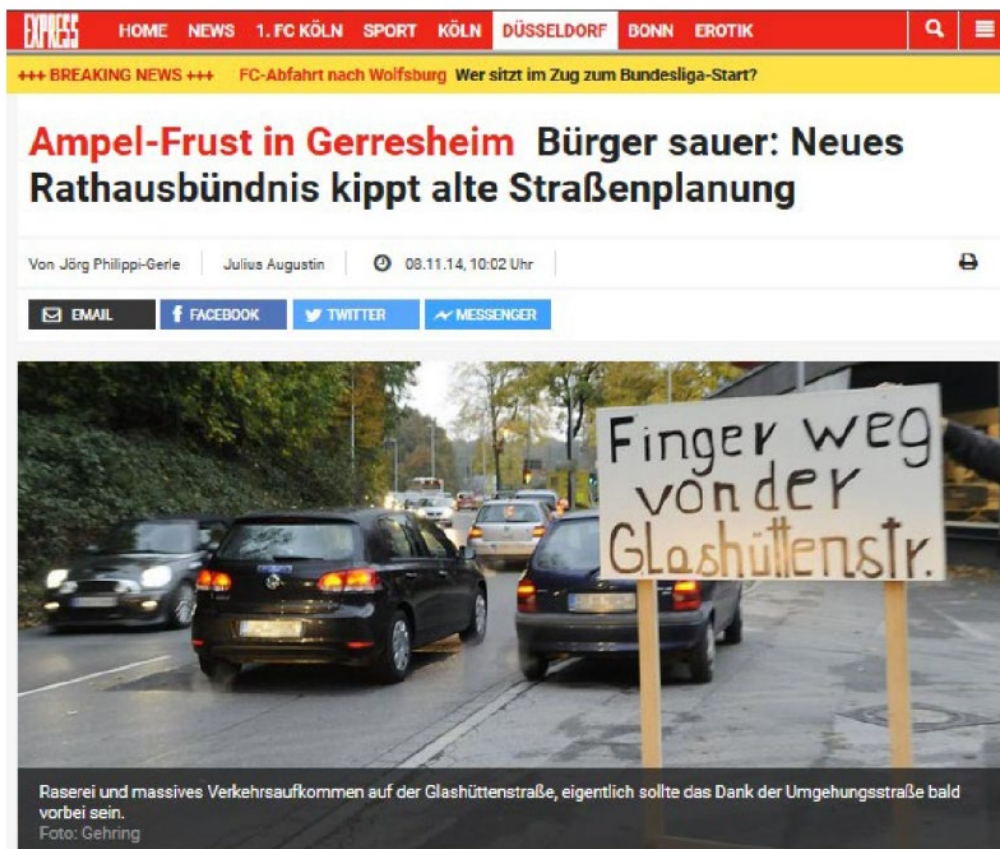 EXPRESS HOME NEWS 1. FC KÖLN SPORT KÖLN DÜSSELDORF BONN EROTIK
+++ BREAKING NEWS +++ FC-Abfahrt nach Wolfsburg Wer sitzt im Zug zum Bundesliga-Start?
Ampel-Frust in Gerresheim Bürger sauer: Neues
Rathausbündnis kippt alte Straßenplanung
Von Jörg Philippi-Gerle Julius Augustin 08.11.14, 10:02 Uhr
EMAIL FACEBOOK TWITTER MESSENGER
Finger weg
von der
Glashüttenstr.
Raserei und massives Verkehrsaufkommen auf der Glashüttenstraße, eigentlich sollte das Dank der Umgehungsstraße bald
vorbei sein.
Foto: Gehring